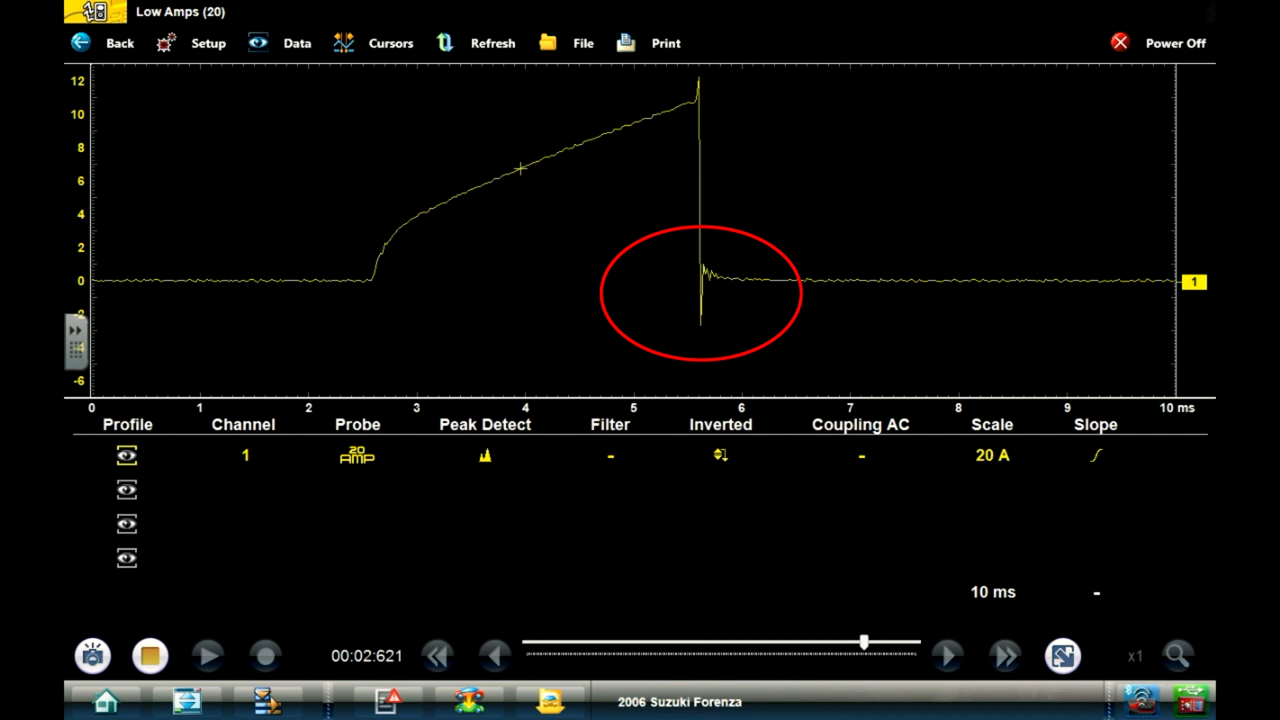 Low Amps (20)
Back Setup Data Cursors Refresh File Print Power Off
12
10
8
6
4
2
0
-2
-6
1
0 1 2 3 4 5 6 7 8 9 10 ms
Profile Channel Probe Peak Detect Filter Inverted Coupling AC Scale Slope
1 20 AMP - - 20 A
10 ms -
00:02:621 x1
2006 Suzuki Forenza